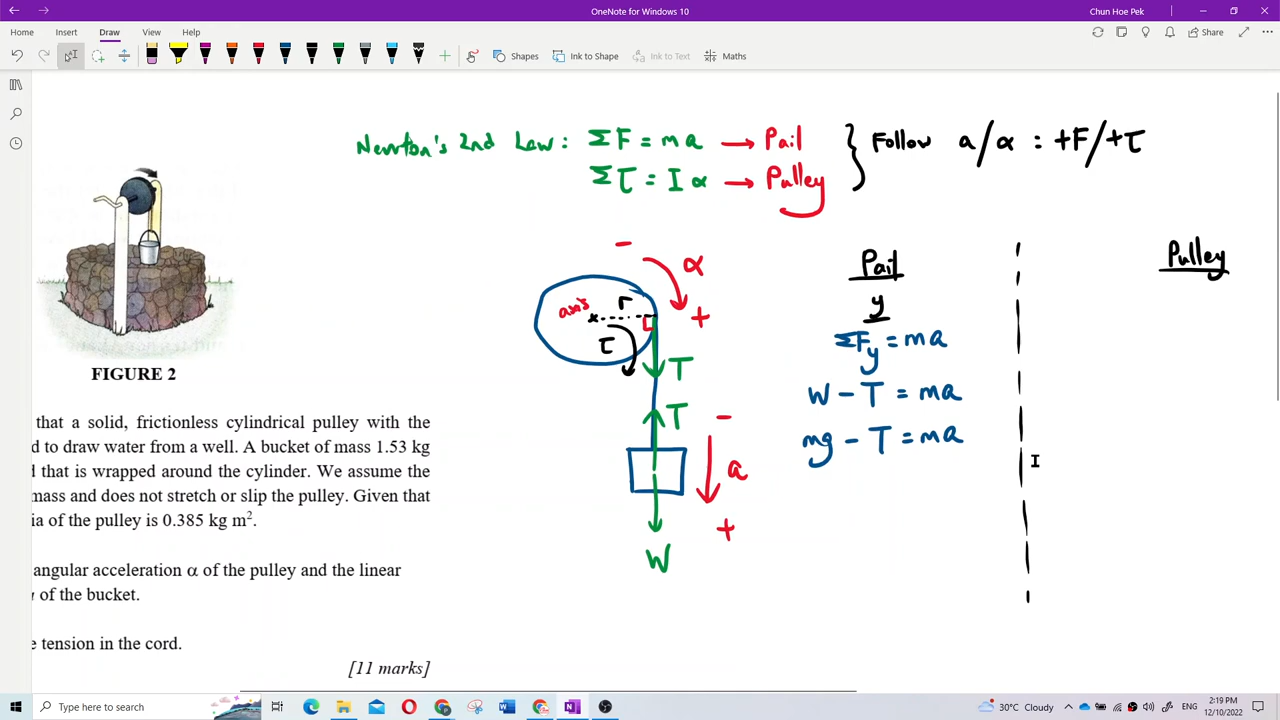 OneNote for Windows 10
Chun Hoe Pek
Home Insert Draw View Help
Share
Shapes Ink to Shape Ink to Text Maths
Newton's 2nd Law: ΣF = ma → Pail
Στ = Iα → Pulley
Follow a/α : +F/+τ
FIGURE 2
that a solid, frictionless cylindrical pulley with the
d to draw water from a well. A bucket of mass 1.53 kg
d that is wrapped around the cylinder. We assume the
mass and does not stretch or slip the pulley. Given that
ia of the pulley is 0.385 kg m².
angular acceleration α of the pulley and the linear
of the bucket.
e tension in the cord.
[11 marks]
− α +
axis r
τ
T
T
− a +
W
Pail
y
ΣFy = ma
W − T = ma
mg − T = ma
Pulley
Type here to search
30°C Cloudy
2:19 PM
12/10/2022